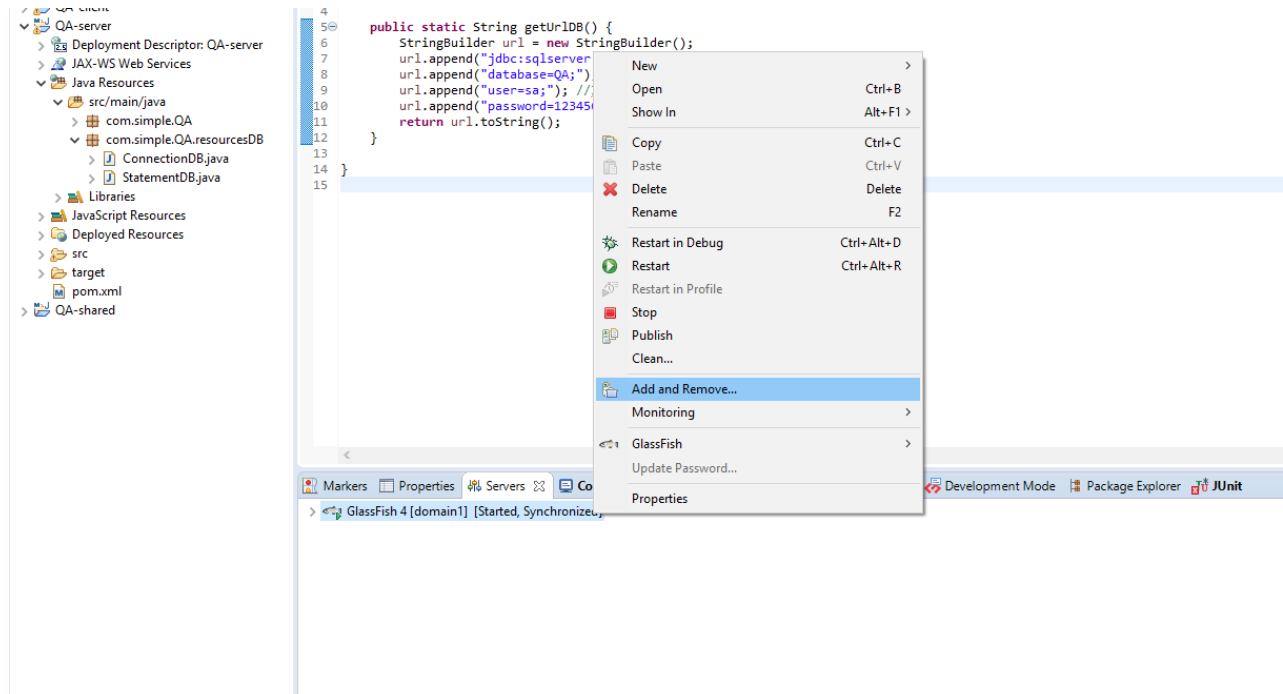 QA-client
QA-server
Deployment Descriptor: QA-server
JAX-WS Web Services
Java Resources
src/main/java
com.simple.QA
com.simple.QA.resourcesDB
ConnectionDB.java
StatementDB.java
Libraries
JavaScript Resources
Deployed Resources
src
target
pom.xml
QA-shared
4
5 public static String getUrlDB() {
6 StringBuilder url = new StringBuilder();
7 url.append("jdbc:sqlserver
8 url.append("database=QA;")
9 url.append("user=sa;"); //
10 url.append("password=12345
11 return url.toString();
12 }
13
14 }
15
New
Open Ctrl+B
Show In Alt+F1
Copy Ctrl+C
Paste Ctrl+V
Delete Delete
Rename F2
Restart in Debug Ctrl+Alt+D
Restart Ctrl+Alt+R
Restart in Profile
Stop
Publish
Clean...
Add and Remove...
Monitoring
GlassFish
Update Password...
Properties
Markers Properties Servers Co Development Mode Package Explorer JUnit
GlassFish 4 [domain1] [Started, Synchronized]